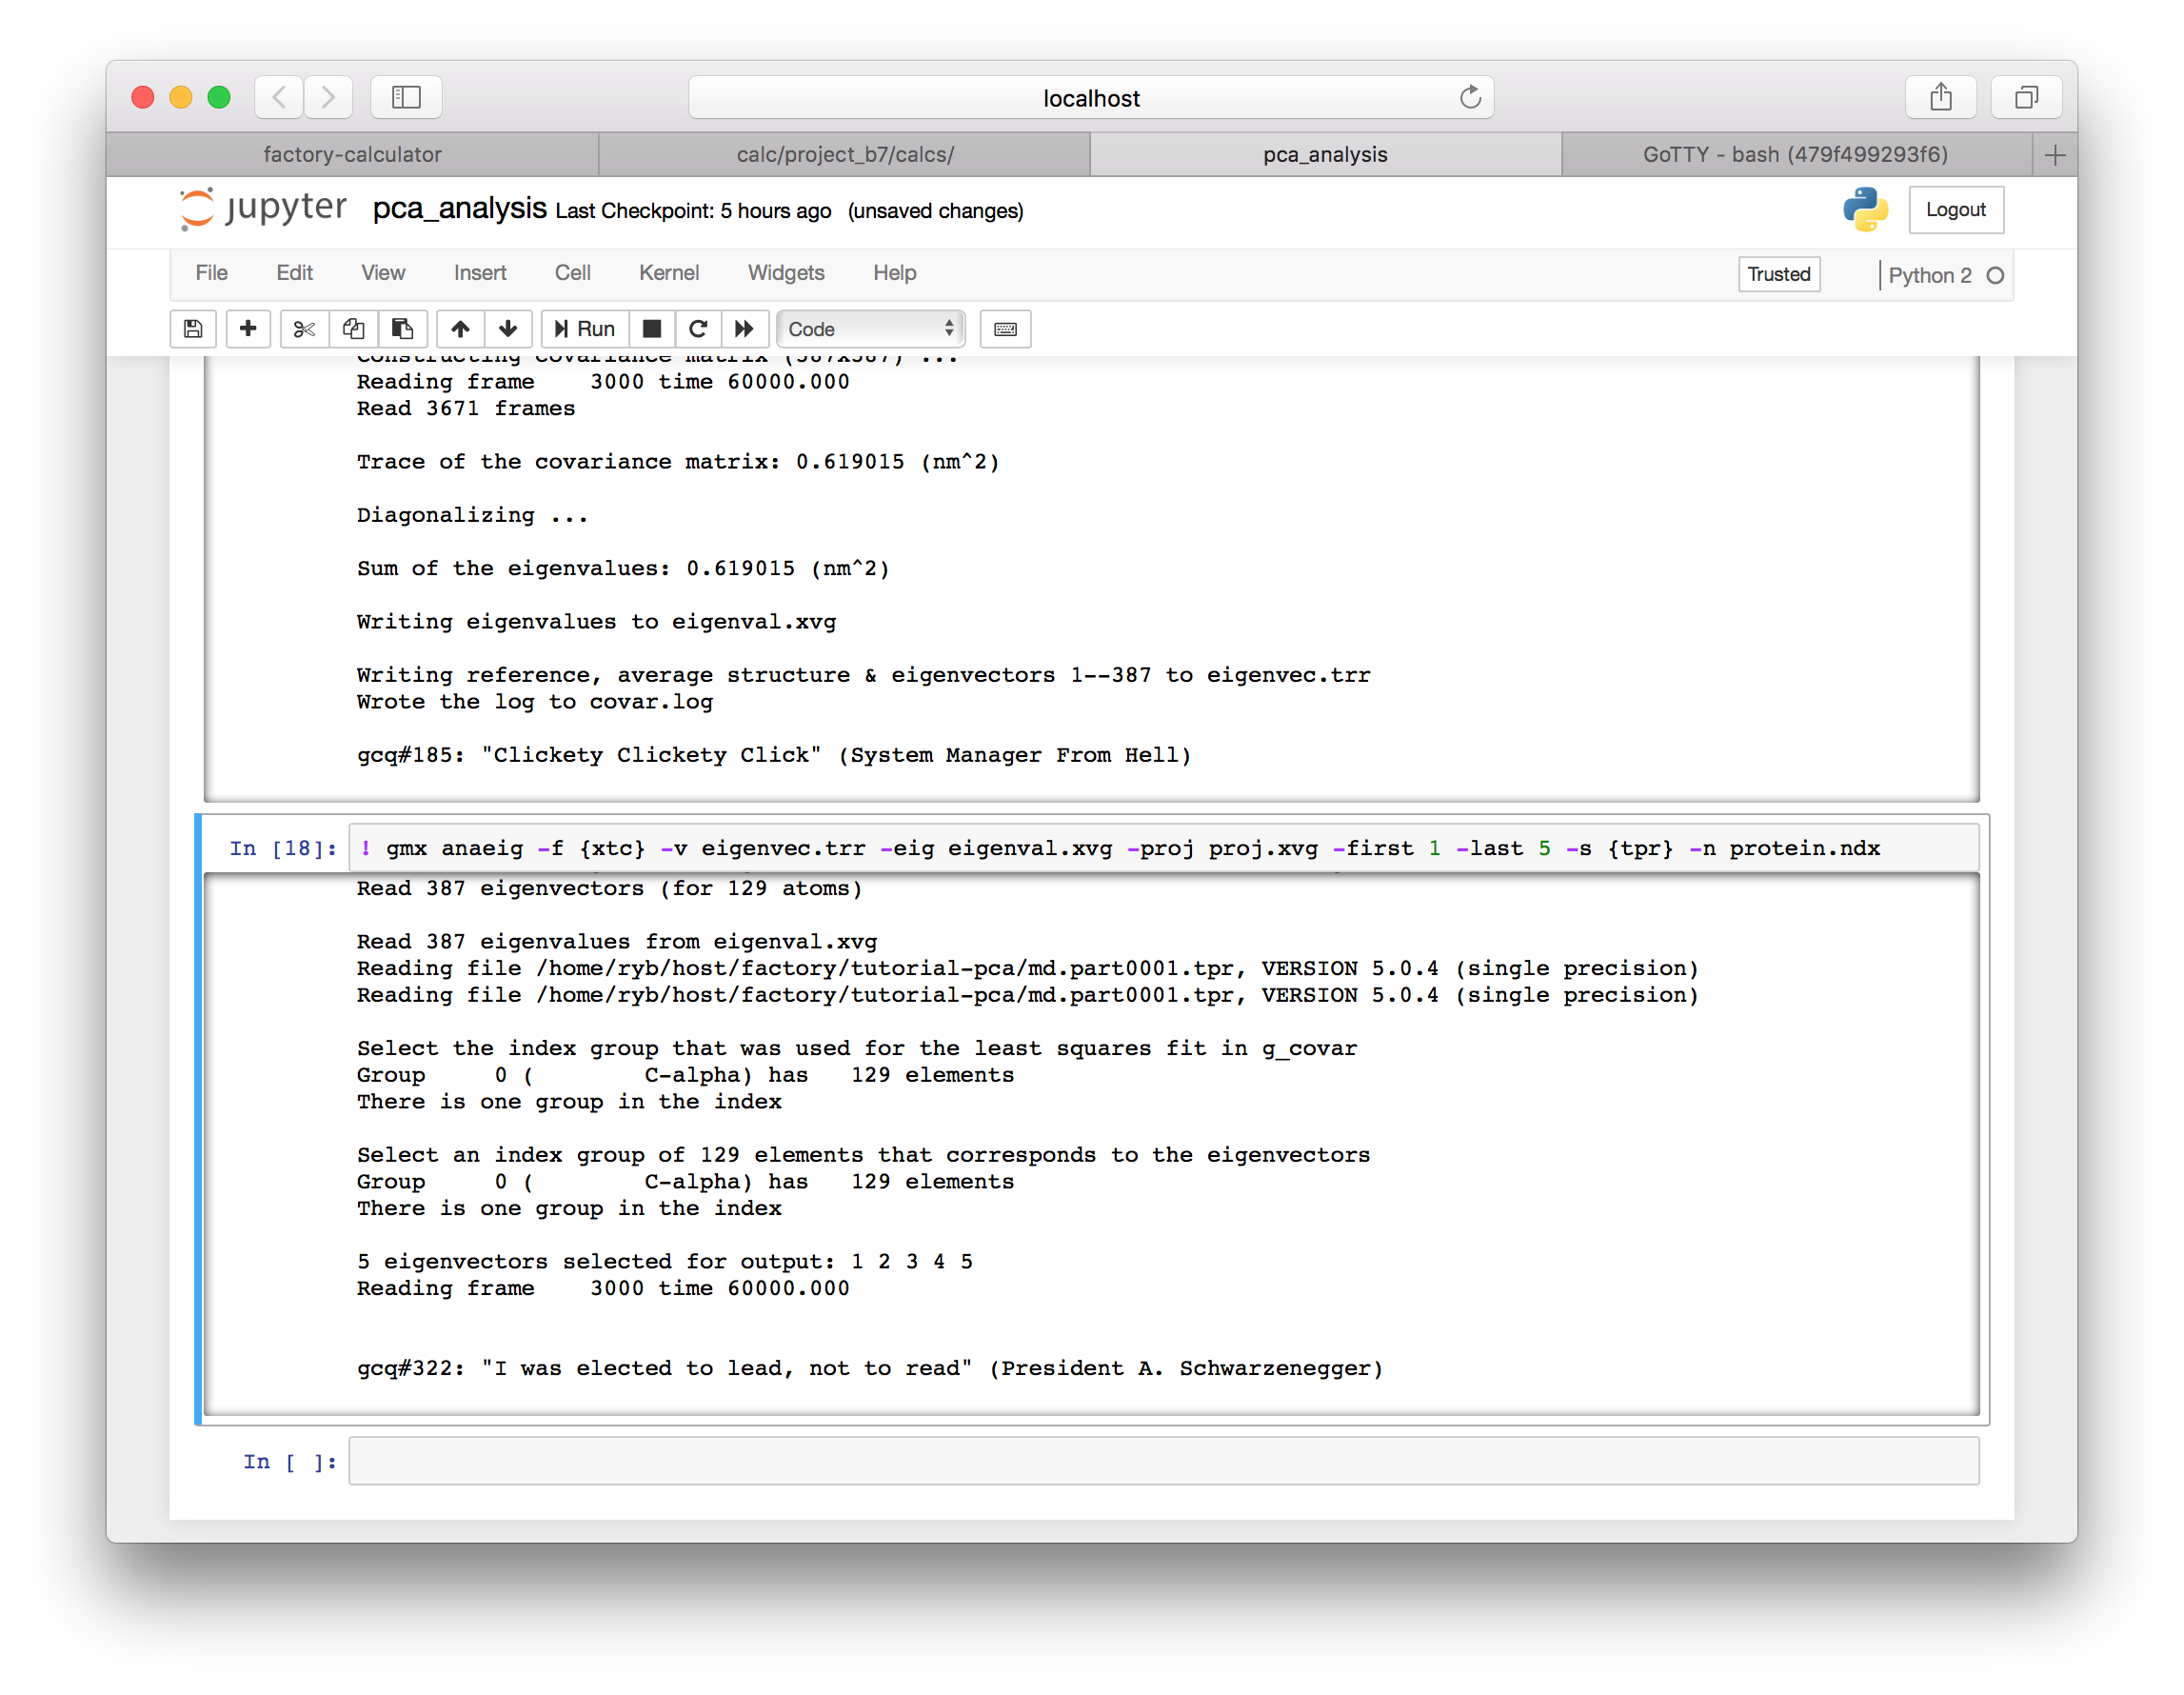 localhost
factory-calculator
calc/project_b7/calcs/
pca_analysis
GoTTY - bash (479f499293f6)
jupyter pca_analysis Last Checkpoint: 5 hours ago (unsaved changes)
Logout
File Edit View Insert Cell Kernel Widgets Help
Trusted
Python 2
Run
Code
Constructing covariance matrix (387x387) ...
Reading frame    3000 time 60000.000
Read 3671 frames
Trace of the covariance matrix: 0.619015 (nm^2)
Diagonalizing ...
Sum of the eigenvalues: 0.619015 (nm^2)
Writing eigenvalues to eigenval.xvg
Writing reference, average structure & eigenvectors 1--387 to eigenvec.trr
Wrote the log to covar.log
gcq#185: "Clickety Clickety Click" (System Manager From Hell)
In [18]: ! gmx anaeig -f {xtc} -v eigenvec.trr -eig eigenval.xvg -proj proj.xvg -first 1 -last 5 -s {tpr} -n protein.ndx
Read 387 eigenvectors (for 129 atoms)
Read 387 eigenvalues from eigenval.xvg
Reading file /home/ryb/host/factory/tutorial-pca/md.part0001.tpr, VERSION 5.0.4 (single precision)
Reading file /home/ryb/host/factory/tutorial-pca/md.part0001.tpr, VERSION 5.0.4 (single precision)
Select the index group that was used for the least squares fit in g_covar
Group     0 (        C-alpha) has   129 elements
There is one group in the index
Select an index group of 129 elements that corresponds to the eigenvectors
Group     0 (        C-alpha) has   129 elements
There is one group in the index
5 eigenvectors selected for output: 1 2 3 4 5
Reading frame    3000 time 60000.000
gcq#322: "I was elected to lead, not to read" (President A. Schwarzenegger)
In [ ]: